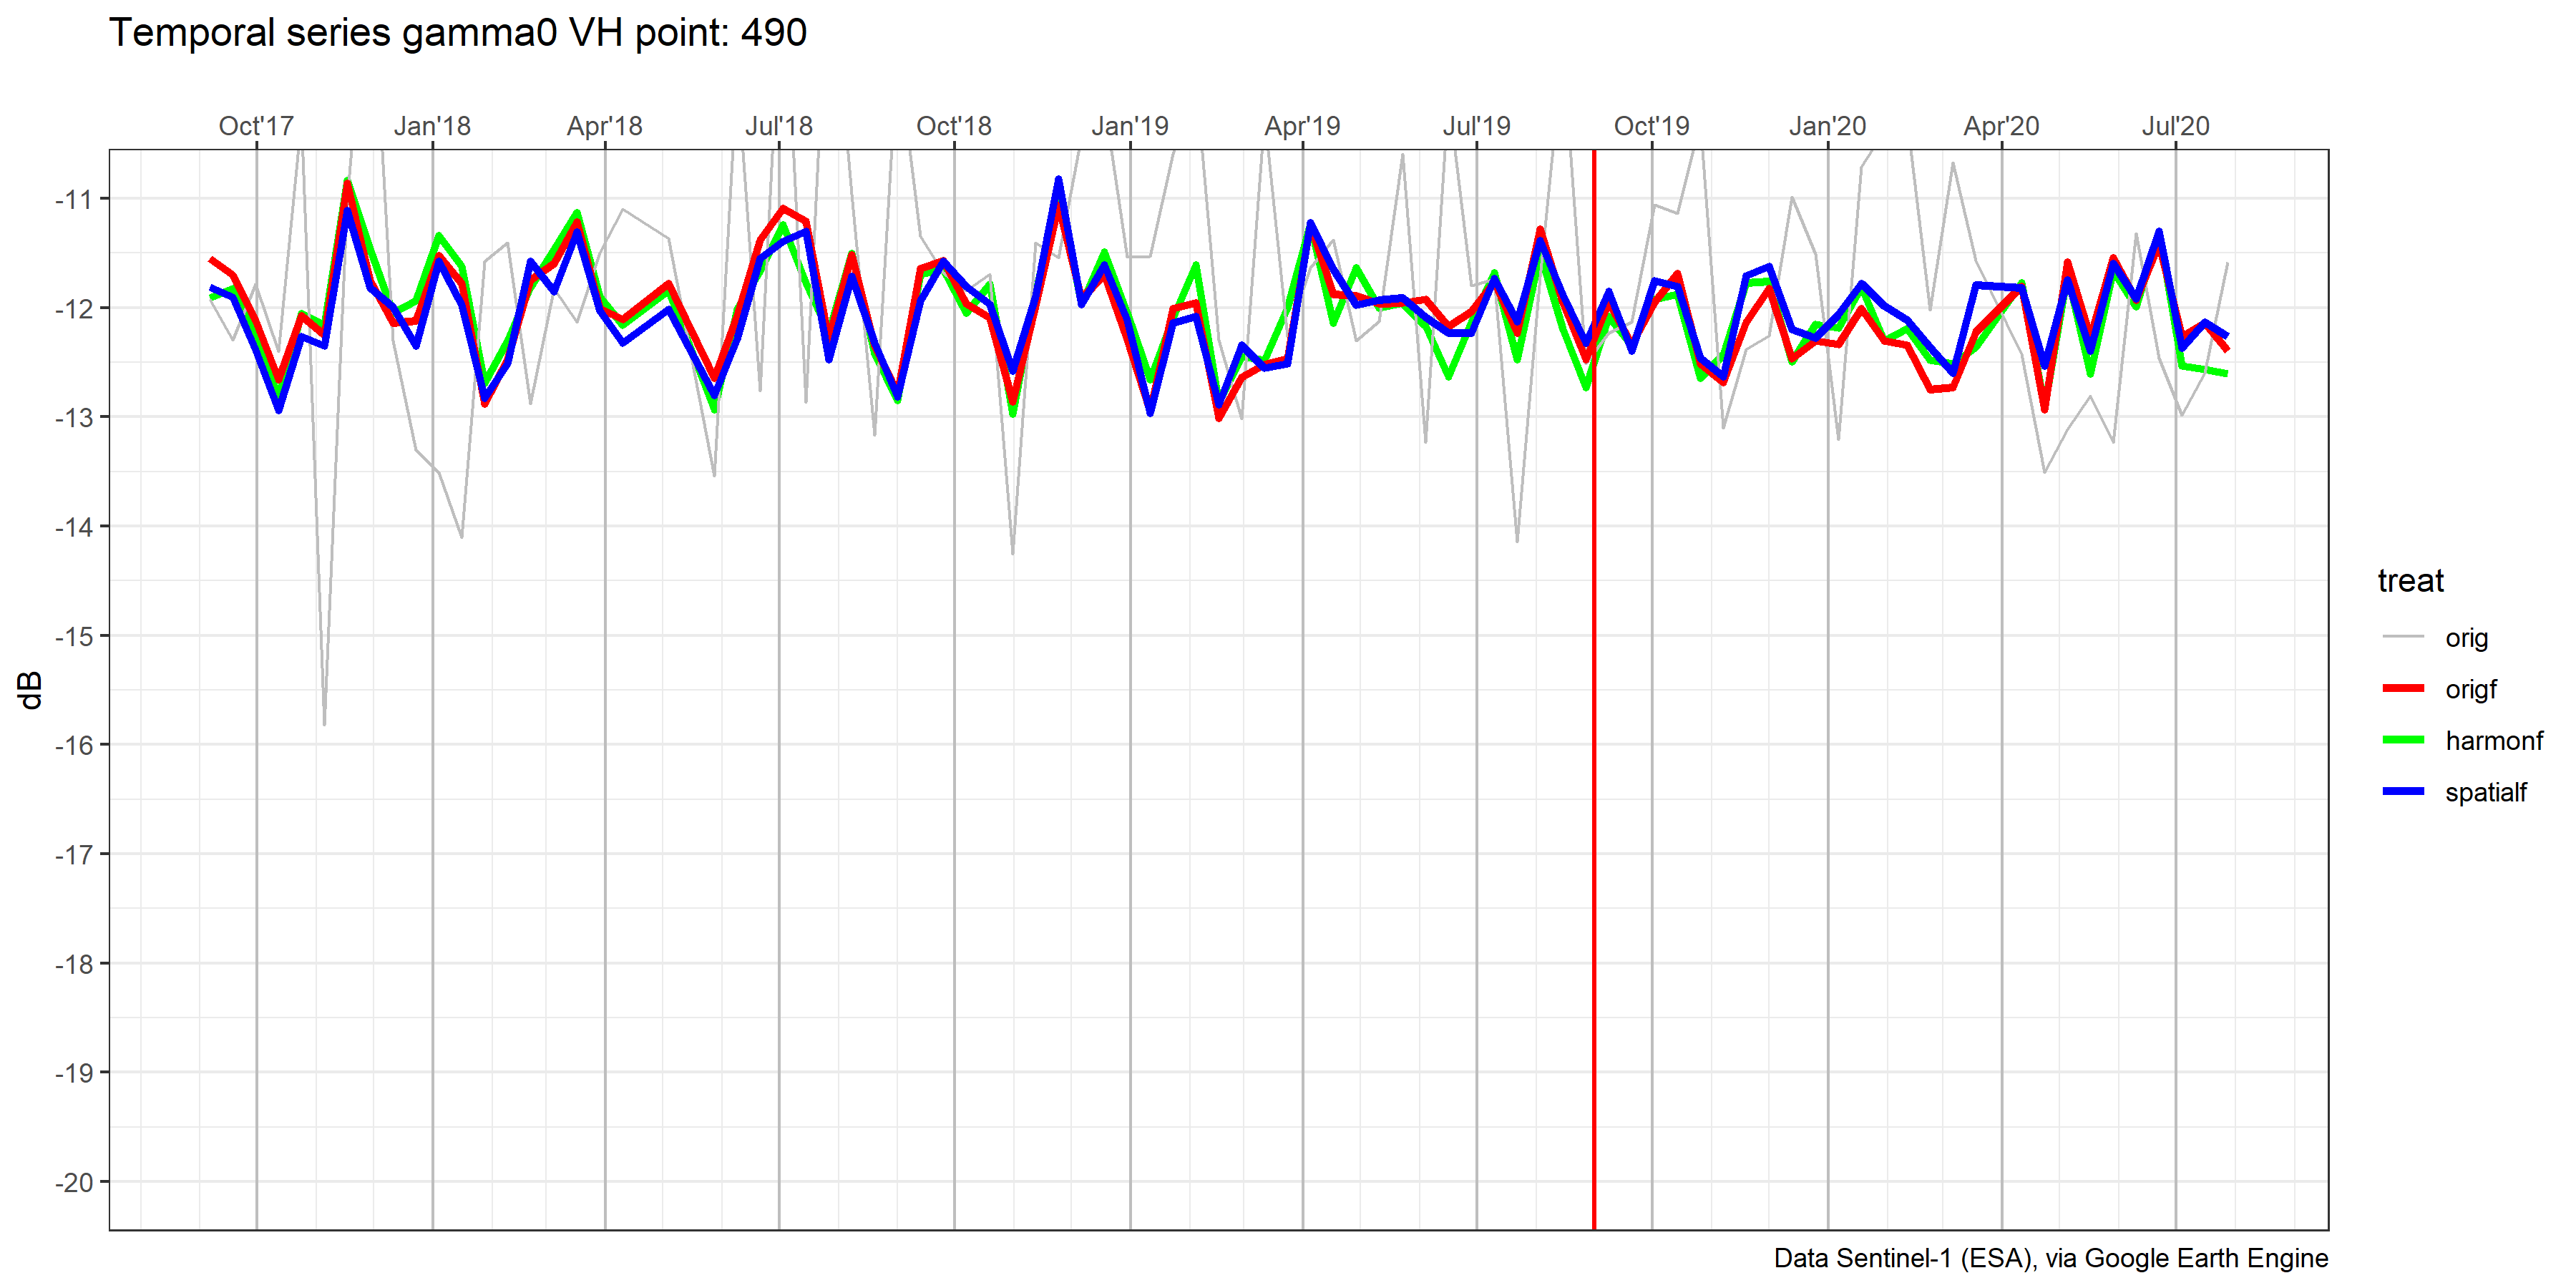 Temporal series gamma0 VH point: 490
Oct'17 Jan'18 Apr'18 Jul'18 Oct'18 Jan'19 Apr'19 Jul'19 Oct'19 Jan'20 Apr'20 Jul'20
-11
-12
-13
-14
-15
-16
-17
-18
-19
-20
dB
treat
orig
origf
harmonf
spatialf
Data Sentinel-1 (ESA), via Google Earth Engine